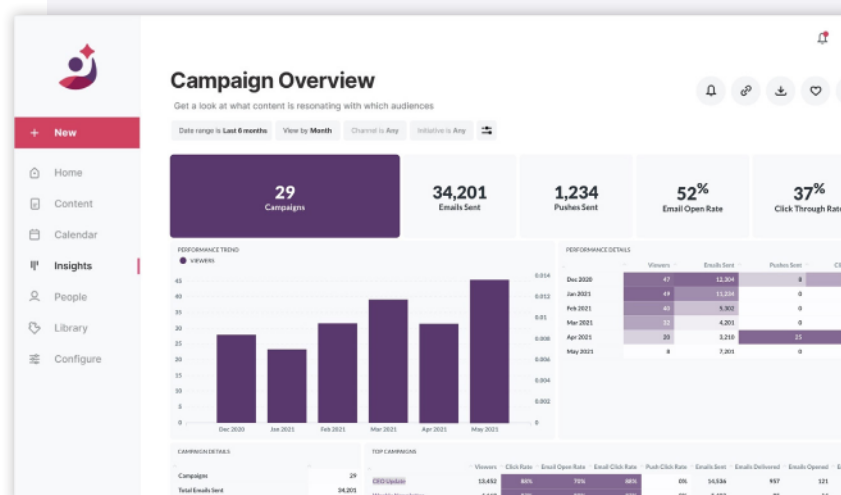 Campaign Overview
Get a look at what content is resonating with which audiences
+ New
Date range is Last 6 months View by Month Channel is Any Initiative is Any
Home
Content
Calendar
Insights
People
Library
Configure
29
Campaigns
34,201
Emails Sent
1,234
Pushes Sent
52%
Email Open Rate
37%
Click Through Rate
PERFORMANCE TREND
VIEWERS
45
40
35
30
25
20
15
10
5
0
0.014
0.012
0.01
0.008
0.006
0.004
0.002
0
Dec 2020 Jan 2021 Feb 2021 Mar 2021 Apr 2021 May 2021
PERFORMANCE DETAILS
Viewers Emails Sent Pushes Sent
Dec 2020 47 12,304 8
Jan 2021 49 11,234 0
Feb 2021 40 5,302 0
Mar 2021 32 4,201 0
Apr 2021 20 3,210 25
May 2021 8 7,201 0
CAMPAIGN DETAILS
Campaigns 29
Total Emails Sent 34,201
TOP CAMPAIGNS
Viewers Click Rate Email Open Rate Email Click Rate Push Click Rate Emails Sent Emails Delivered Emails Opened
CEO Update 13,452 84% 70% 88% 0% 14,536 957 121